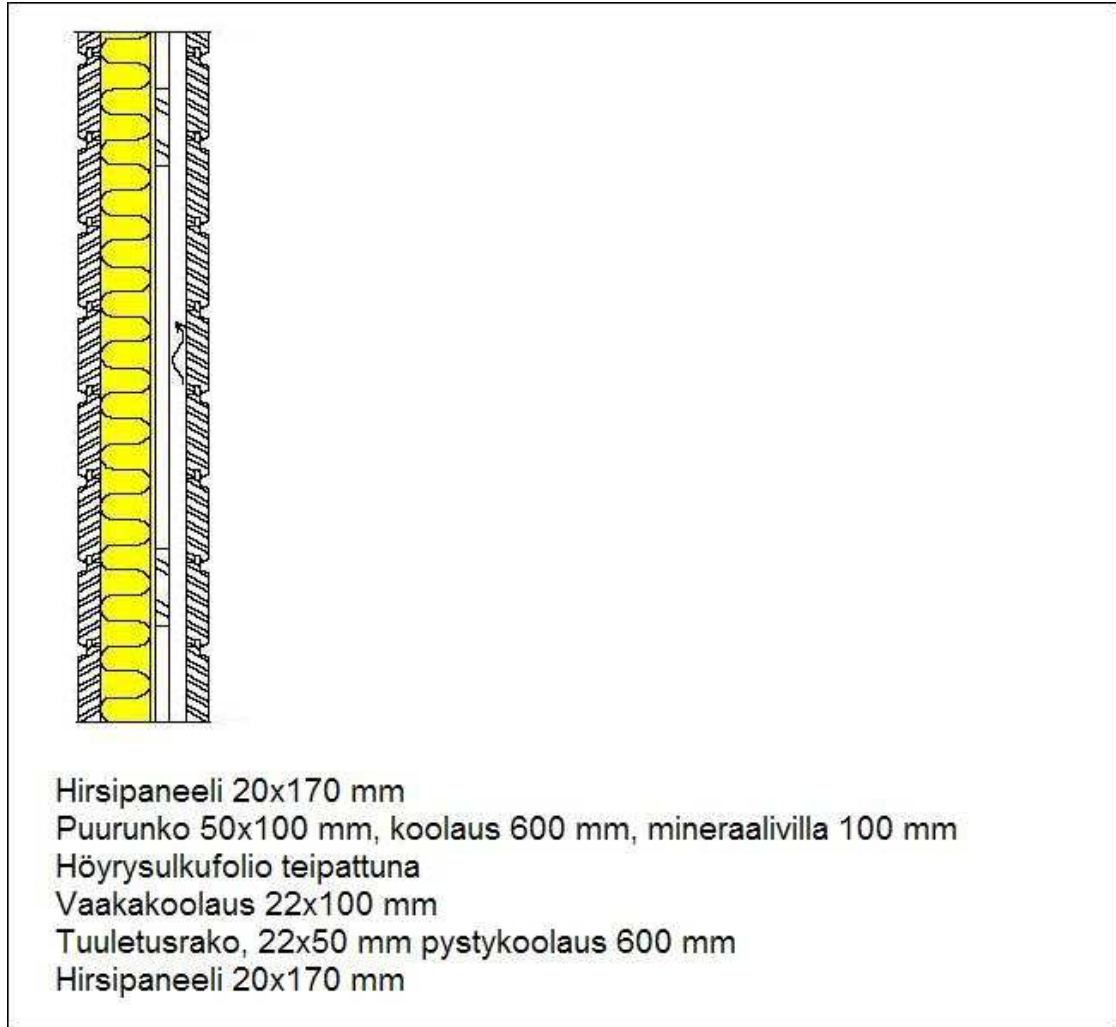 Hirsipaneeli 20x170 mm
Puurunko 50x100 mm, koolaus 600 mm, mineraalivilla 100 mm
Höyrysulkufolio teipattuna
Vaakakoolaus 22x100 mm
Tuuletusrako, 22x50 mm pystykoolaus 600 mm
Hirsipaneeli 20x170 mm